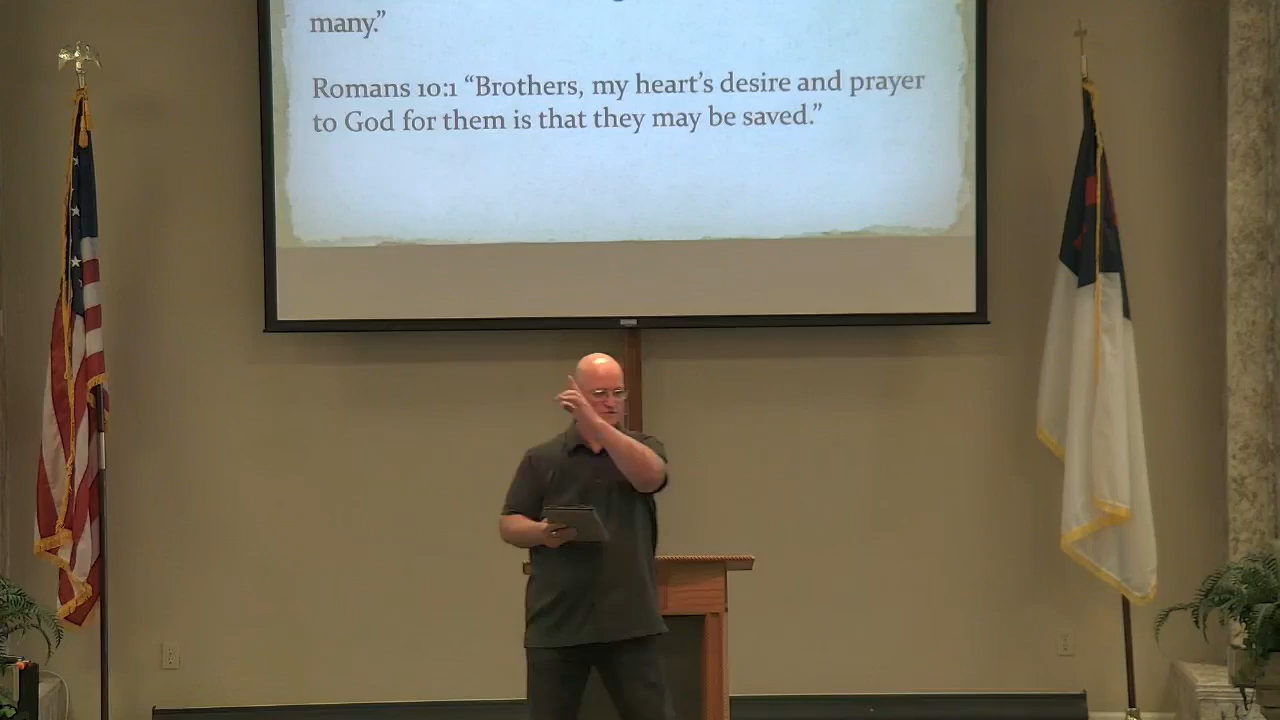 many.”
Romans 10:1 “Brothers, my heart’s desire and prayer
to God for them is that they may be saved.”